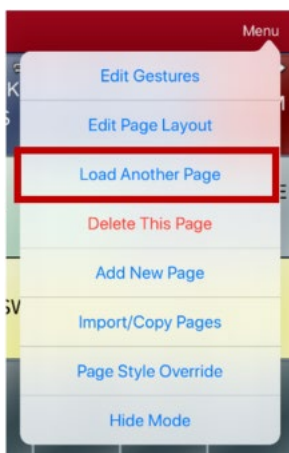 Menu
Edit Gestures
Edit Page Layout
Load Another Page
Delete This Page
Add New Page
Import/Copy Pages
Page Style Override
Hide Mode